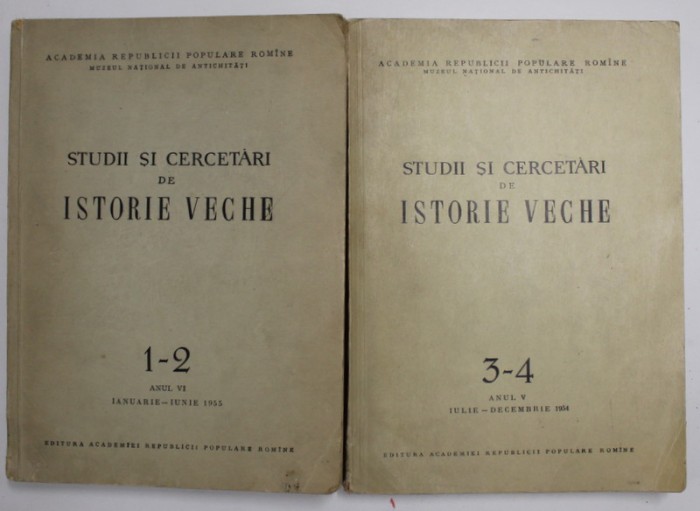 ACADEMIA REPUBLICII POPULARE ROMÎNE
MUZEUL NAȚIONAL DE ANTICHITĂȚI
STUDII ȘI CERCETĂRI
DE
ISTORIE VECHE
1-2
ANUL VI
IANUARIE—IUNIE 1955
EDITURA ACADEMIEI REPUBLICII POPULARE ROMÎNE
ACADEMIA REPUBLICII POPULARE ROMÎNE
MUZEUL NAȚIONAL DE ANTICHITĂȚI
STUDII ȘI CERCETĂRI
DE
ISTORIE VECHE
3-4
ANUL V
IULIE—DECEMBRIE 1954
EDITURA ACADEMIEI REPUBLICII POPULARE ROMÎNE